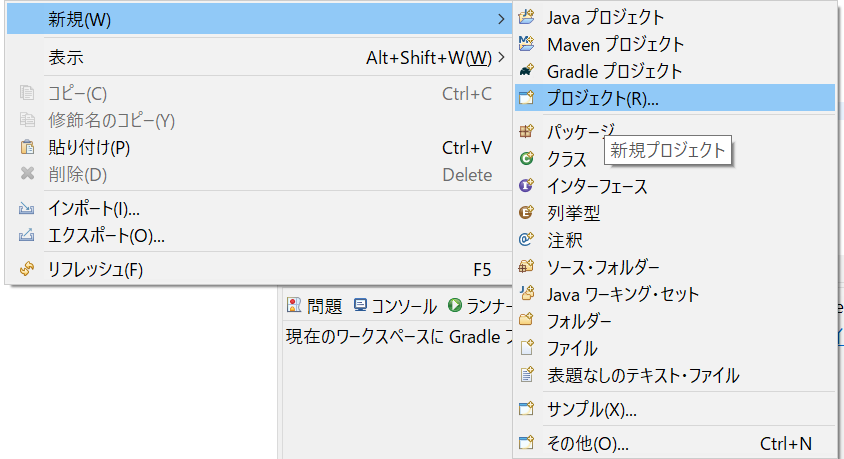 新規(W)
表示 Alt+Shift+W(W)
コピー(C) Ctrl+C
修飾名のコピー(Y)
貼り付け(P) Ctrl+V
削除(D) Delete
インポート(I)...
エクスポート(O)...
リフレッシュ(F) F5
Java プロジェクト
Maven プロジェクト
Gradle プロジェクト
プロジェクト(R)...
パッケージ
新規プロジェクト
クラス
インターフェース
列挙型
注釈
ソース・フォルダー
Java ワーキング・セット
フォルダー
ファイル
表題なしのテキスト・ファイル
サンプル(X)...
その他(O)... Ctrl+N
問題 コンソール ランナー
現在のワークスペースに Gradle